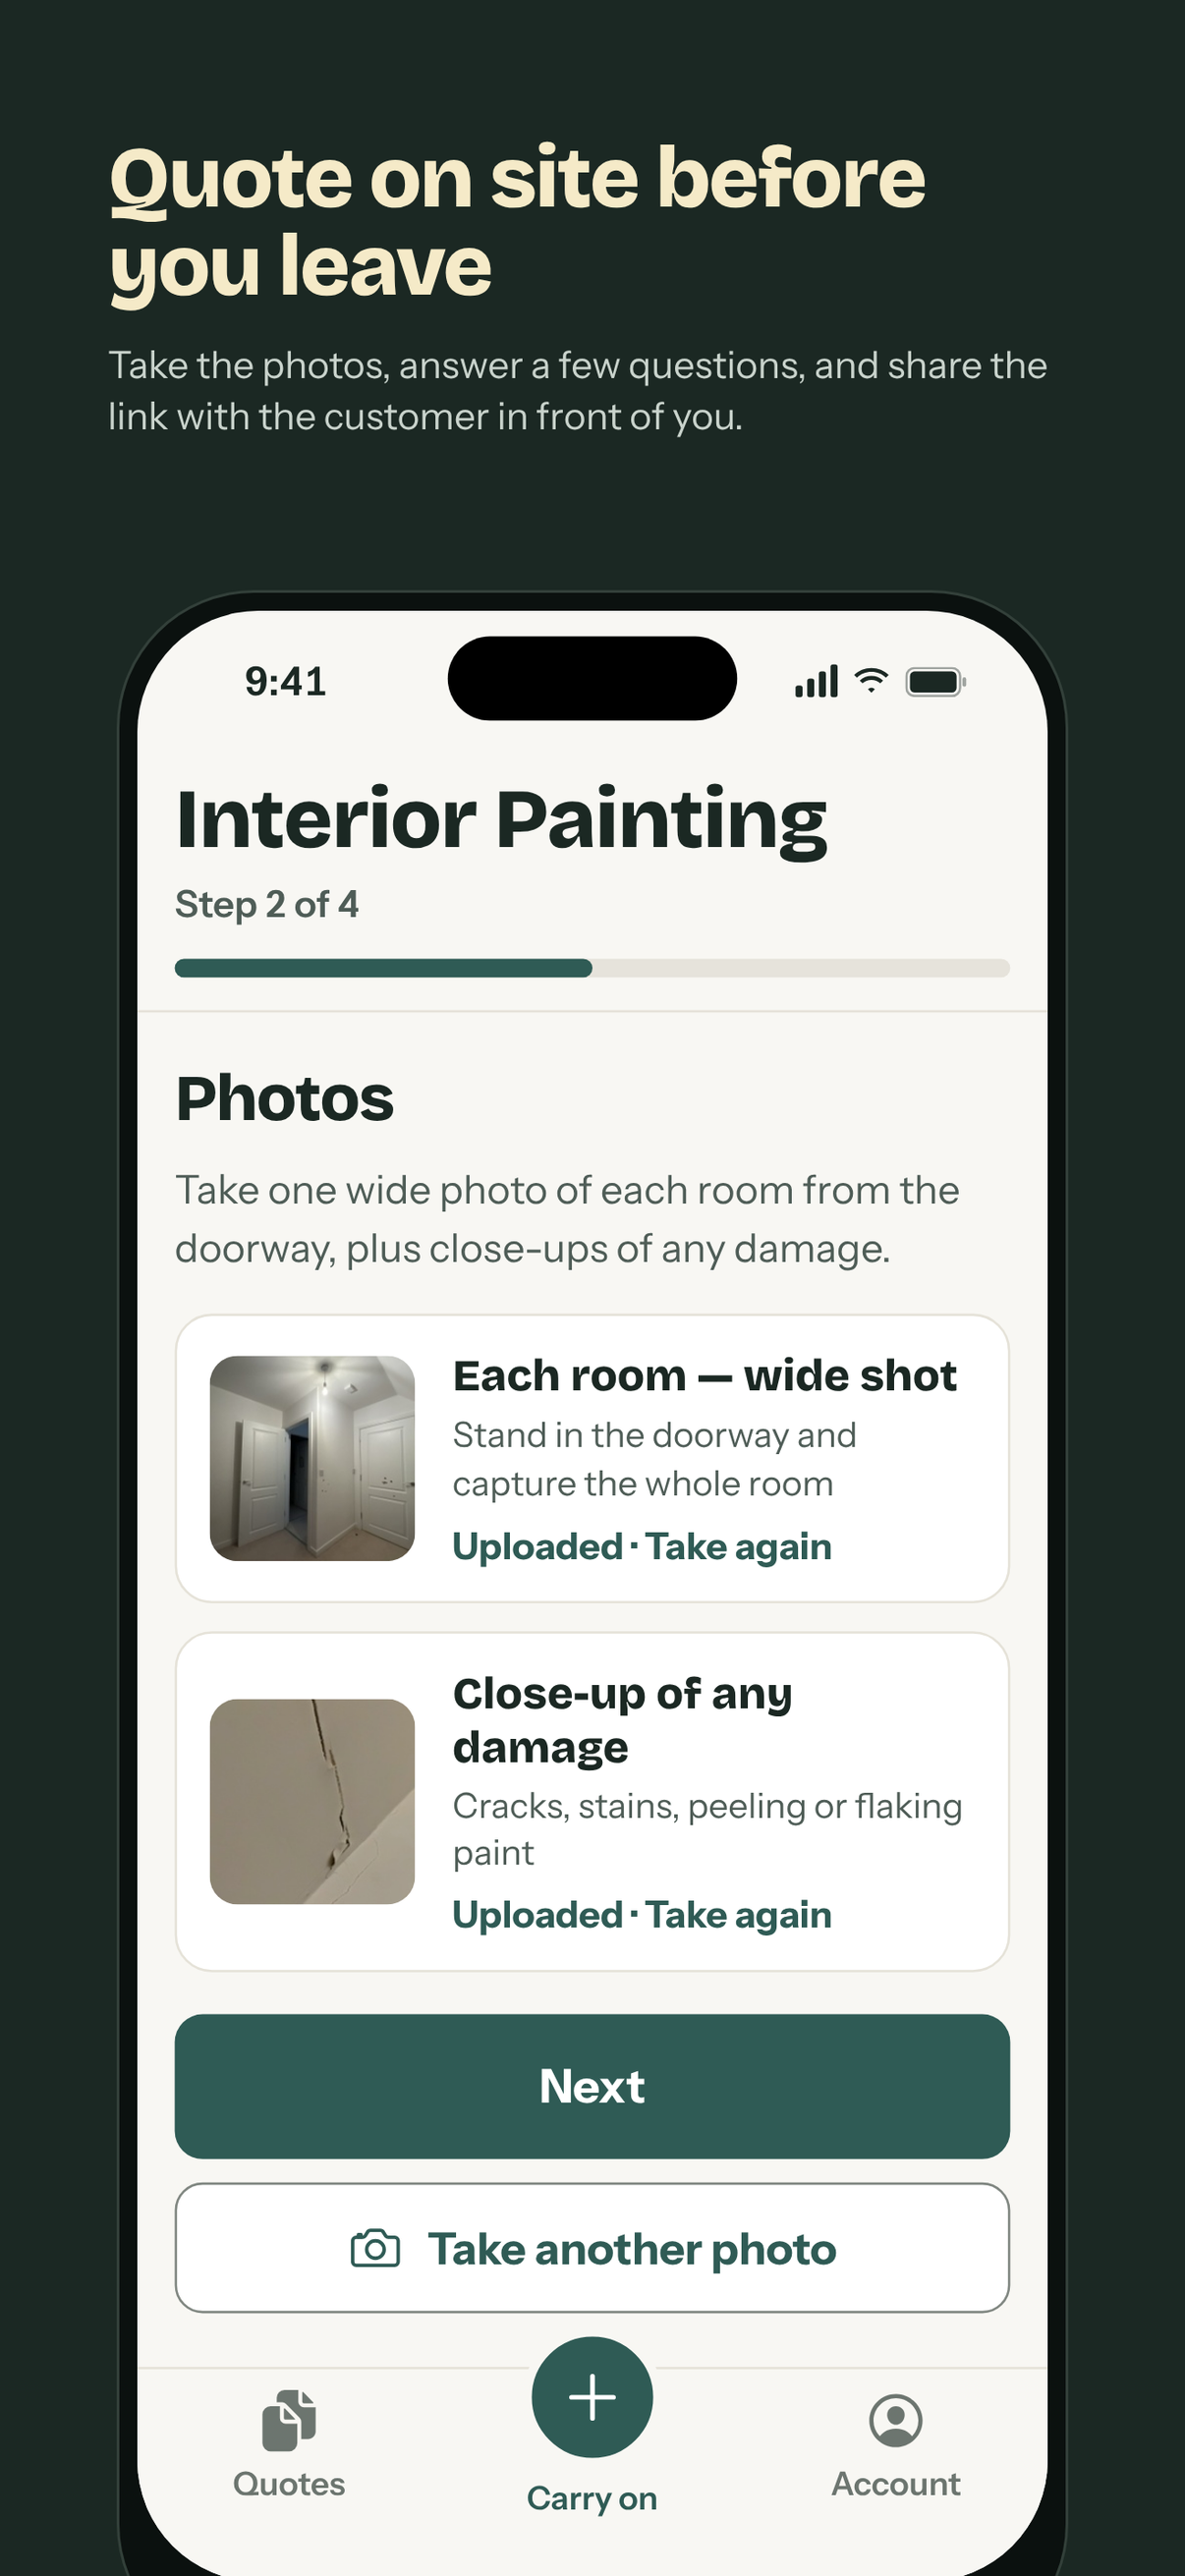 Quote on site before
you leave
Take the photos, answer a few questions, and share the
link with the customer in front of you.
9:41
Interior Painting
Step 2 of 4
Photos
Take one wide photo of each room from the
doorway, plus close-ups of any damage.
Each room — wide shot
Stand in the doorway and
capture the whole room
Uploaded · Take again
Close-up of any
damage
Cracks, stains, peeling or flaking
paint
Uploaded · Take again
Next
Take another photo
Quotes
Carry on
Account